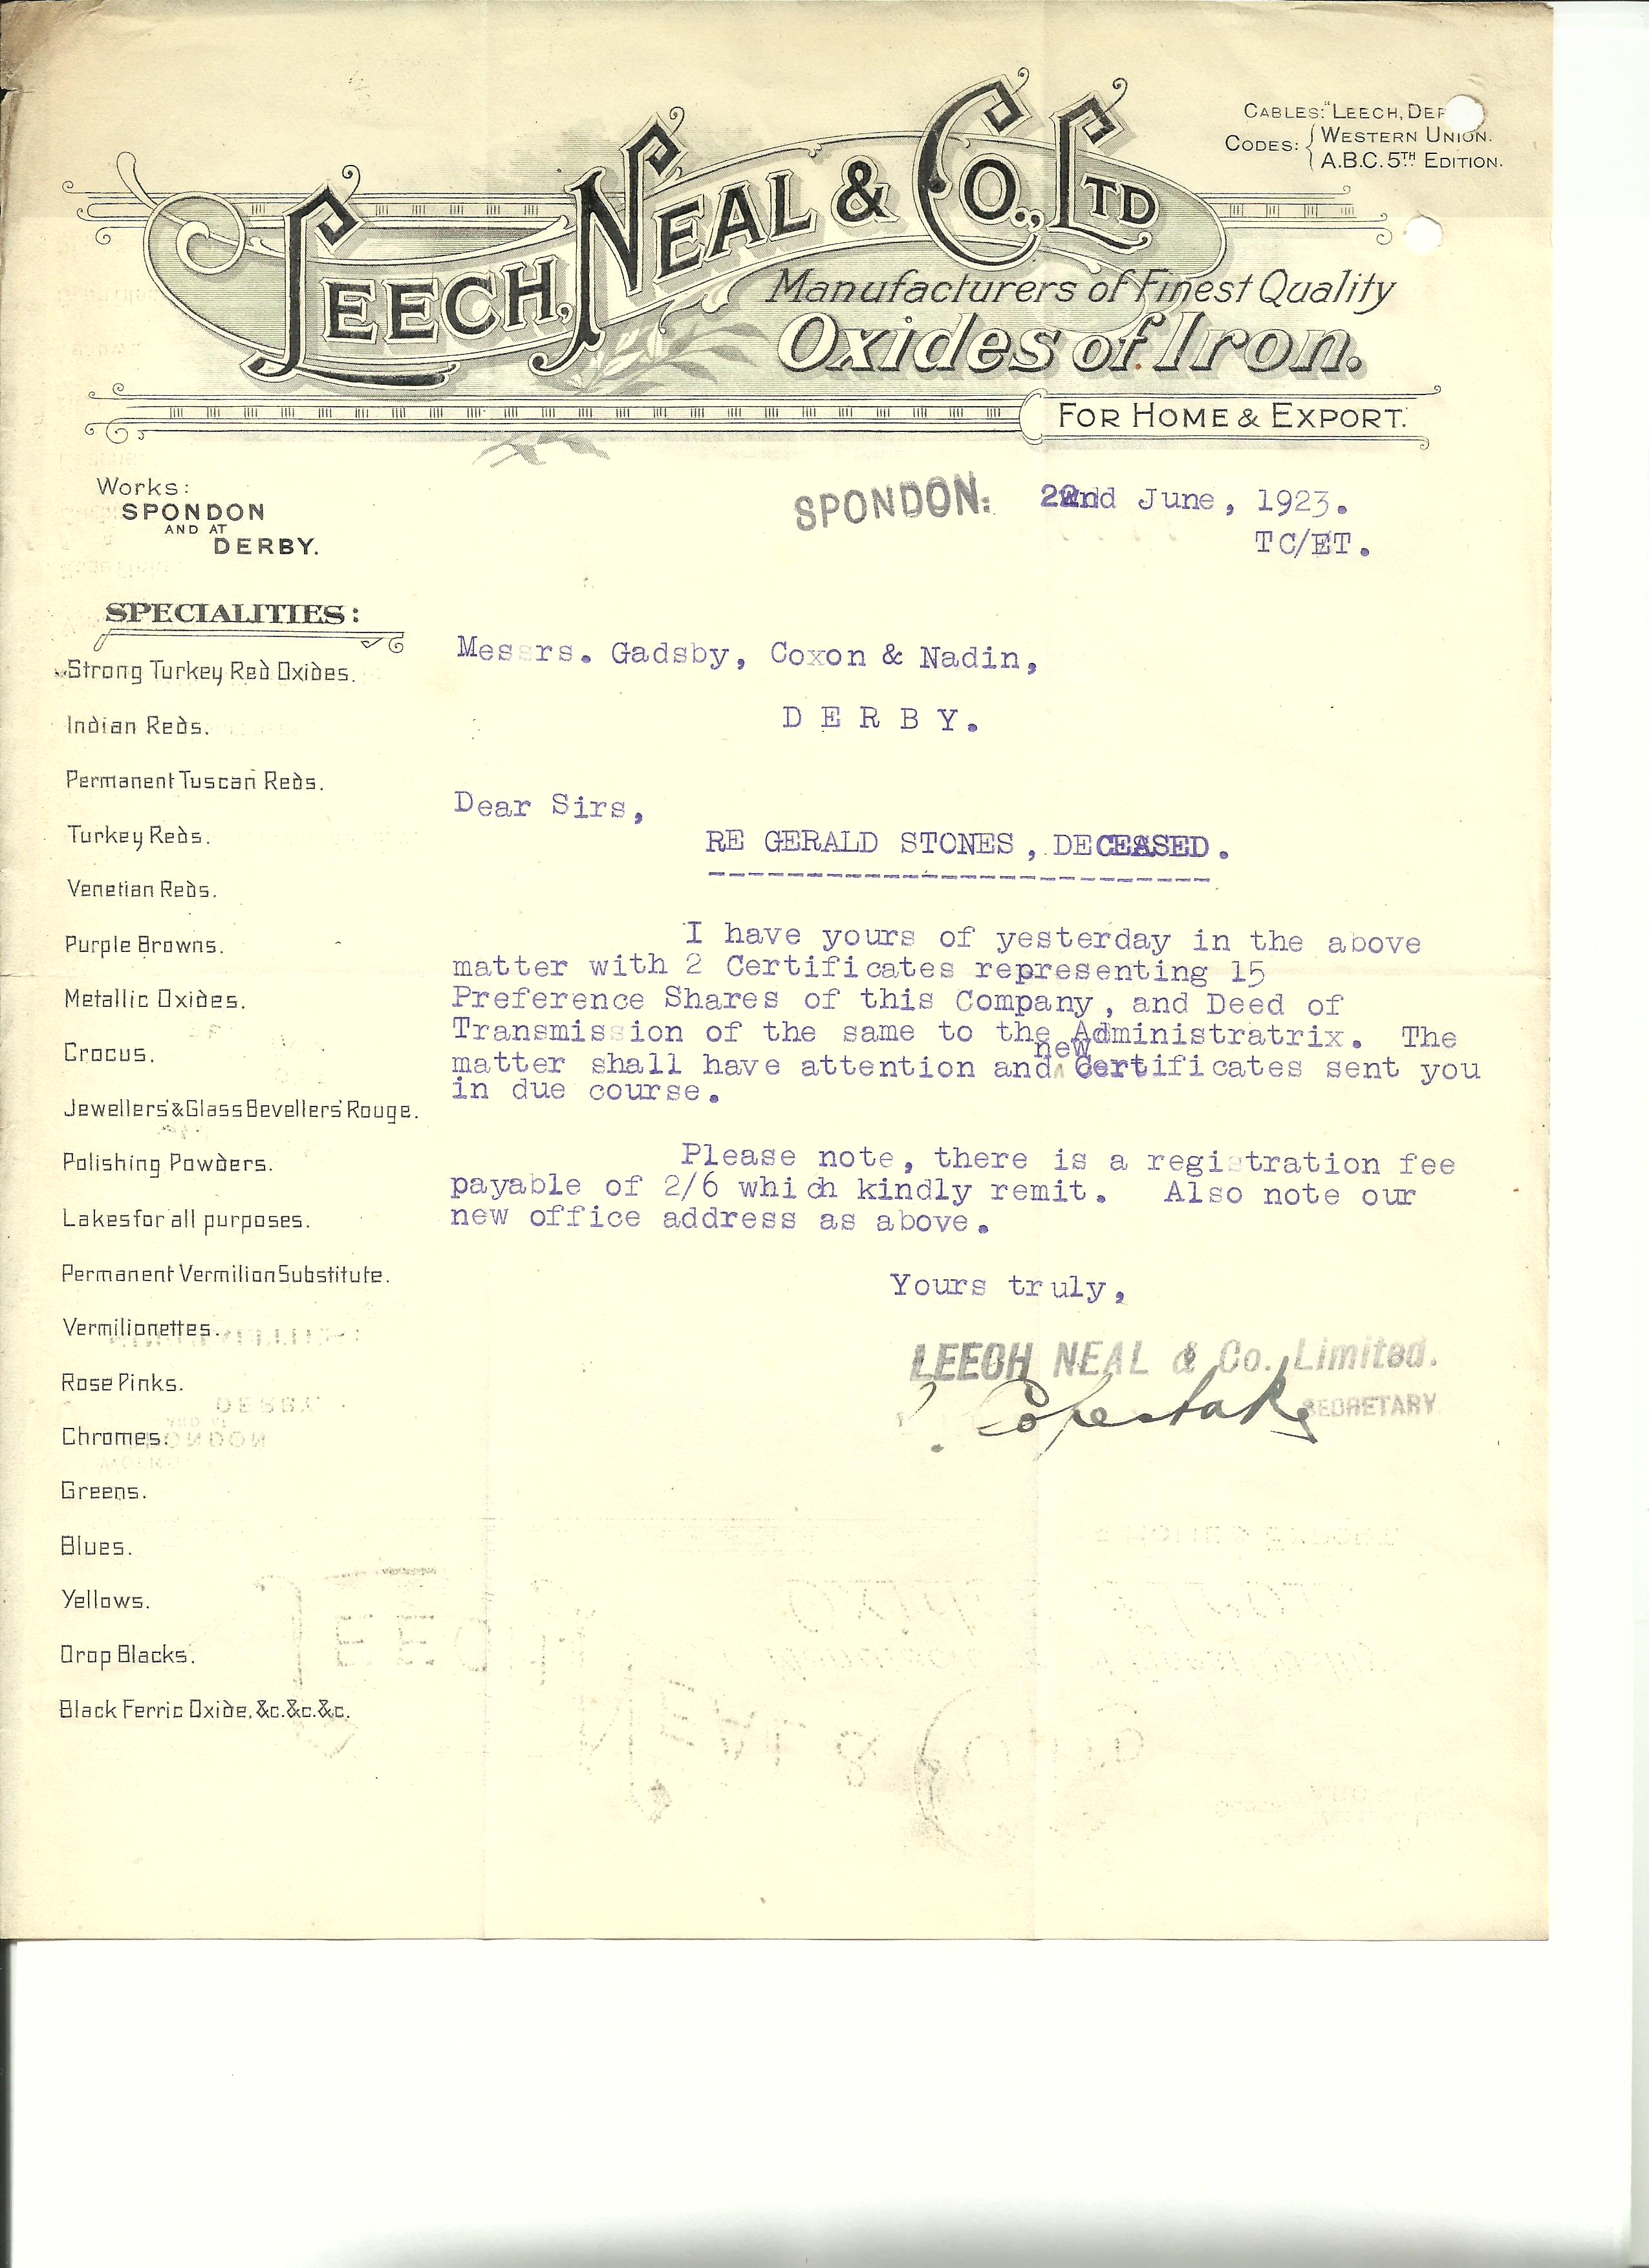 CABLES: "LEECH, DER
CODES: { WESTERN UNION.
A.B.C. 5TH EDITION.
LEECH, NEAL & CO., LTD
Manufacturers of Finest Quality
Oxides of Iron.
FOR HOME & EXPORT.
Works:
SPONDON
AND AT
DERBY.
SPONDON: 22nd June, 1923.
TC/ET.
SPECIALITIES:
Strong Turkey Red Oxides.
Indian Reds.
Permanent Tuscan Reds.
Turkey Reds.
Venetian Reds.
Purple Browns.
Metallic Oxides.
Crocus.
Jewellers' & Glass Bevellers' Rouge.
Polishing Powders.
Lakes for all purposes.
Permanent Vermilion Substitute.
Vermilionettes.
Rose Pinks.
Chromes.
Greens.
Blues.
Yellows.
Drop Blacks.
Black Ferric Oxide, &c. &c. &c.
Messrs. Gadsby, Coxon & Nadin,
D E R B Y.
Dear Sirs,
RE GERALD STONES, DECEASED.
I have yours of yesterday in the above
matter with 2 Certificates representing 15
Preference Shares of this Company, and Deed of
Transmission of the same to the Administratrix. The
new
matter shall have attention and Certificates sent you
in due course.
Please note, there is a registration fee
payable of 2/6 which kindly remit. Also note our
new office address as above.
Yours truly,
LEECH NEAL & Co. Limited.
Copestake
SECRETARY